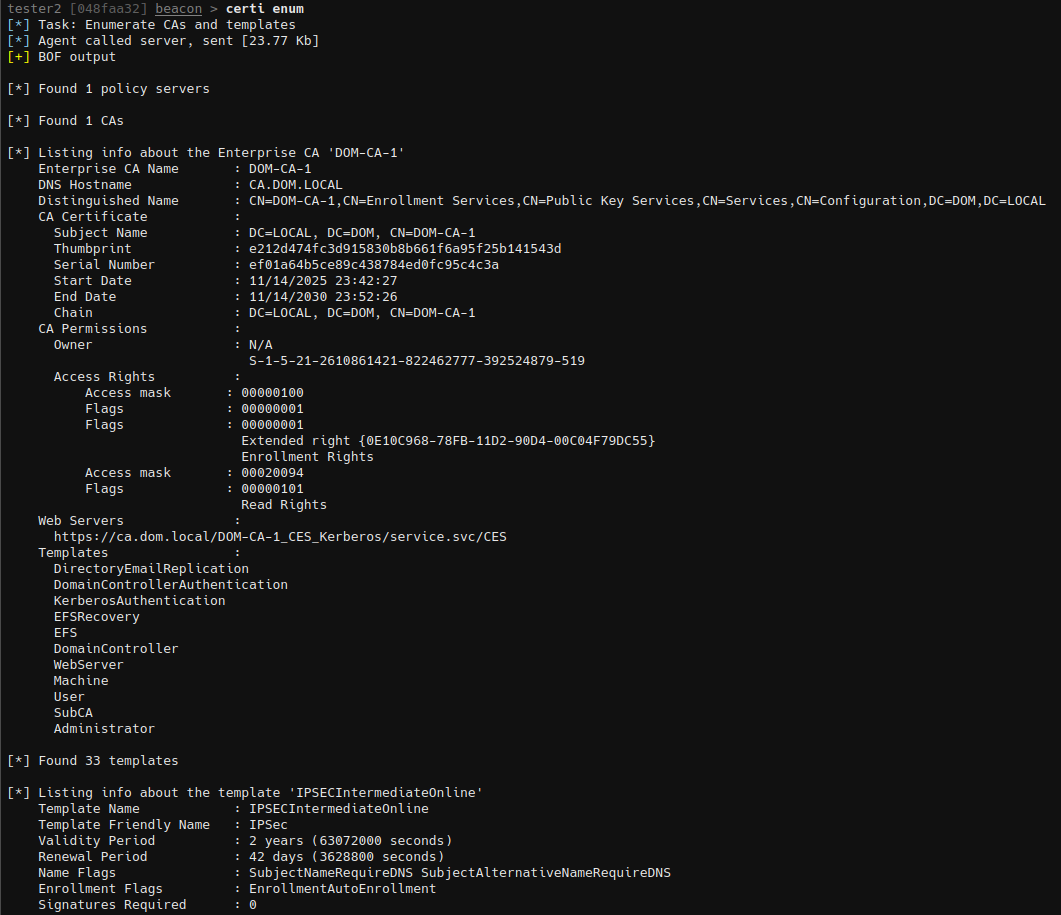 tester2 [048faa32] beacon > certi enum
[*] Task: Enumerate CAs and templates
[*] Agent called server, sent [23.77 Kb]
[+] BOF output
[*] Found 1 policy servers
[*] Found 1 CAs
[*] Listing info about the Enterprise CA 'DOM-CA-1'
Enterprise CA Name : DOM-CA-1
DNS Hostname : CA.DOM.LOCAL
Distinguished Name : CN=DOM-CA-1,CN=Enrollment Services,CN=Public Key Services,CN=Services,CN=Configuration,DC=DOM,DC=LOCAL
CA Certificate :
Subject Name : DC=LOCAL, DC=DOM, CN=DOM-CA-1
Thumbprint : e212d474fc3d915830b8b661f6a95f25b141543d
Serial Number : ef01a64b5ce89c438784ed0fc95c4c3a
Start Date : 11/14/2025 23:42:27
End Date : 11/14/2030 23:52:26
Chain : DC=LOCAL, DC=DOM, CN=DOM-CA-1
CA Permissions :
Owner : N/A
S-1-5-21-2610861421-822462777-392524879-519
Access Rights :
Access mask : 00000100
Flags : 00000001
Flags : 00000001
Extended right {0E10C968-78FB-11D2-90D4-00C04F79DC55}
Enrollment Rights
Access mask : 00020094
Flags : 00000101
Read Rights
Web Servers :
https://ca.dom.local/DOM-CA-1_CES_Kerberos/service.svc/CES
Templates :
DirectoryEmailReplication
DomainControllerAuthentication
KerberosAuthentication
EFSRecovery
EFS
DomainController
WebServer
Machine
User
SubCA
Administrator
[*] Found 33 templates
[*] Listing info about the template 'IPSECIntermediateOnline'
Template Name : IPSECIntermediateOnline
Template Friendly Name : IPSec
Validity Period : 2 years (63072000 seconds)
Renewal Period : 42 days (3628800 seconds)
Name Flags : SubjectNameRequireDNS SubjectAlternativeNameRequireDNS
Enrollment Flags : EnrollmentAutoEnrollment
Signatures Required : 0